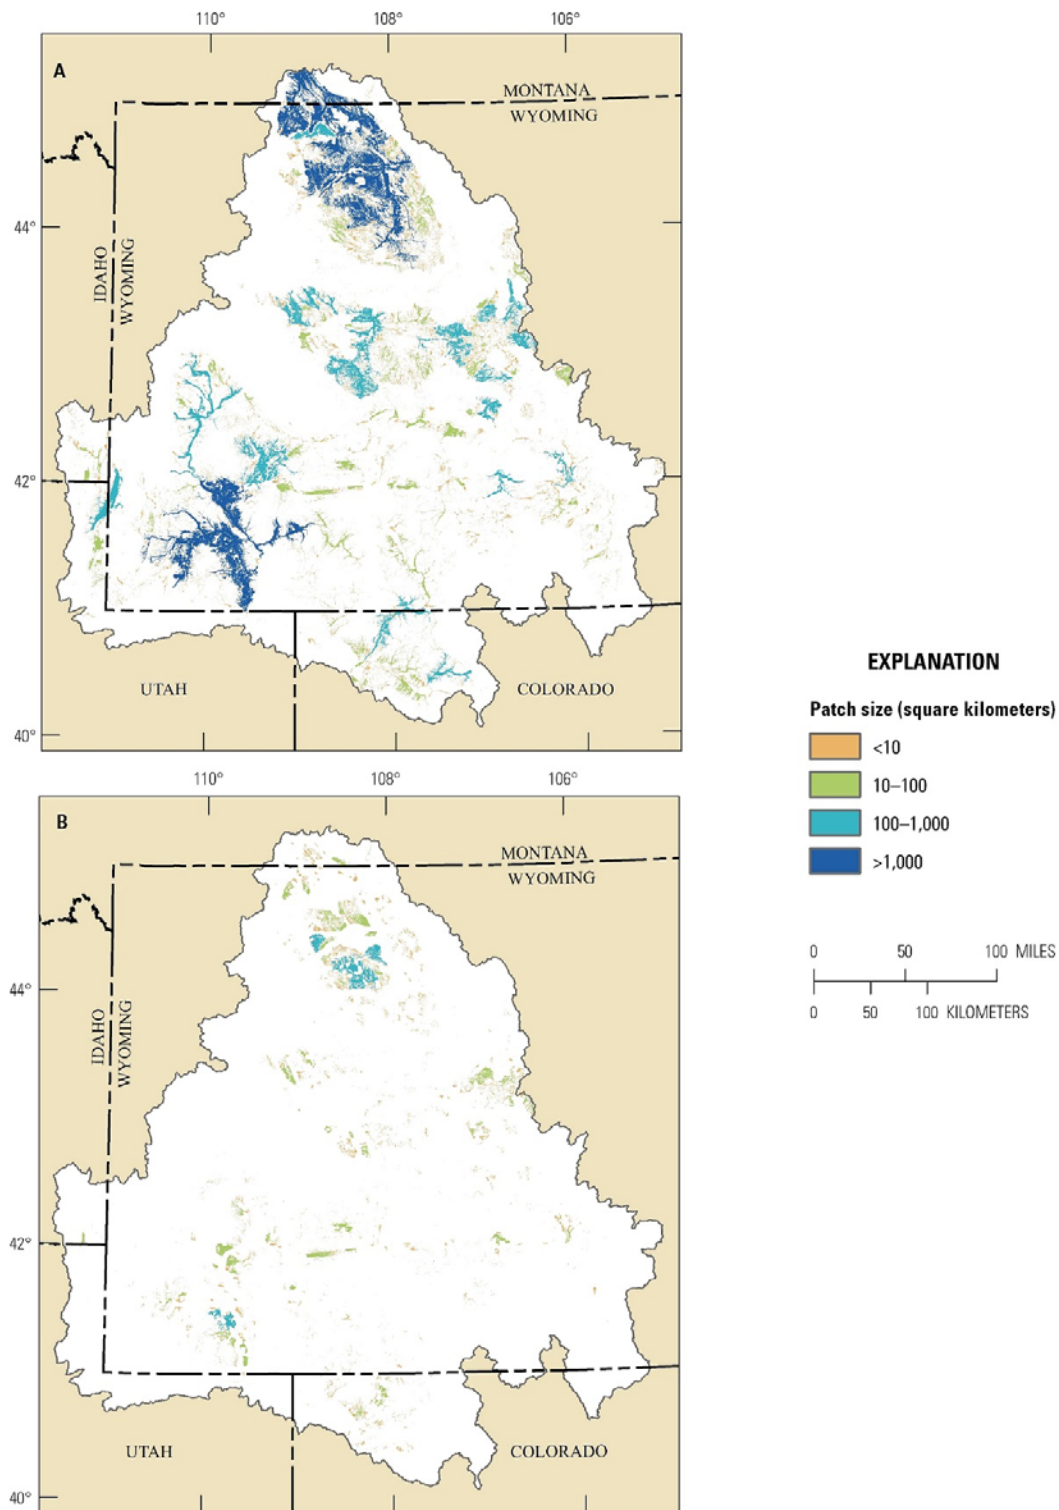 110° 108° 106°
A
MONTANA
WYOMING
44°
IDAHO
WYOMING
42°
UTAH
COLORADO
40°
EXPLANATION
Patch size (square kilometers)
<10
10–100
100–1,000
>1,000
0 50 100 MILES
0 50 100 KILOMETERS
110° 108° 106°
B
MONTANA
WYOMING
44°
IDAHO
WYOMING
42°
UTAH
COLORADO
40°